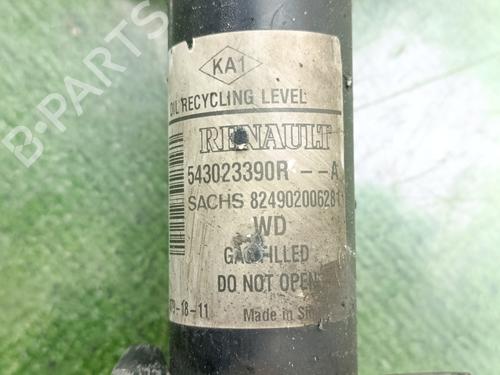 KA1
OIL RECYCLING LEVEL
RENAULT
543023390R --A
SACHS 824902006281
WD
GAS FILLED
DO NOT OPEN
-18-11
Made in
B-PARTS